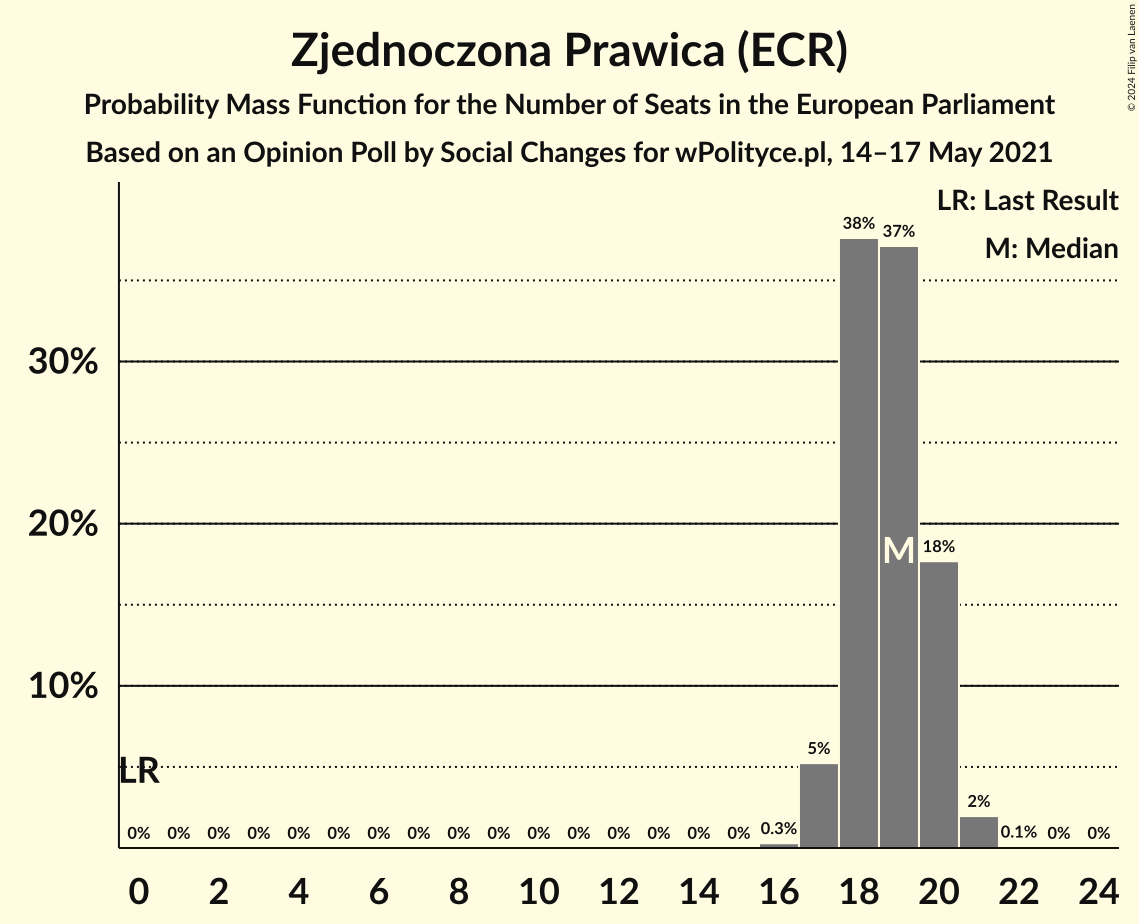 Zjednoczona Prawica (ECR)
Probability Mass Function for the Number of Seats in the European Parliament
Based on an Opinion Poll by Social Changes for wPolityce.pl, 14–17 May 2021
© 2024 Filip van Laenen
LR: Last Result
M: Median
38% 37%
30%
20%
M 18%
10%
5%
LR
2%
0% 0% 0% 0% 0% 0% 0% 0% 0% 0% 0% 0% 0% 0% 0% 0% 0.3% 0.1% 0% 0%
0 2 4 6 8 10 12 14 16 18 20 22 24